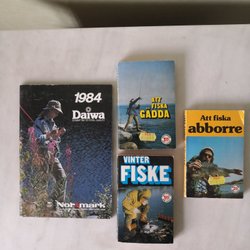 1984
Daiwa
Normark
ATT
FISKA
GÄDDA
VINTER
FISKE
Att fiska
abborre